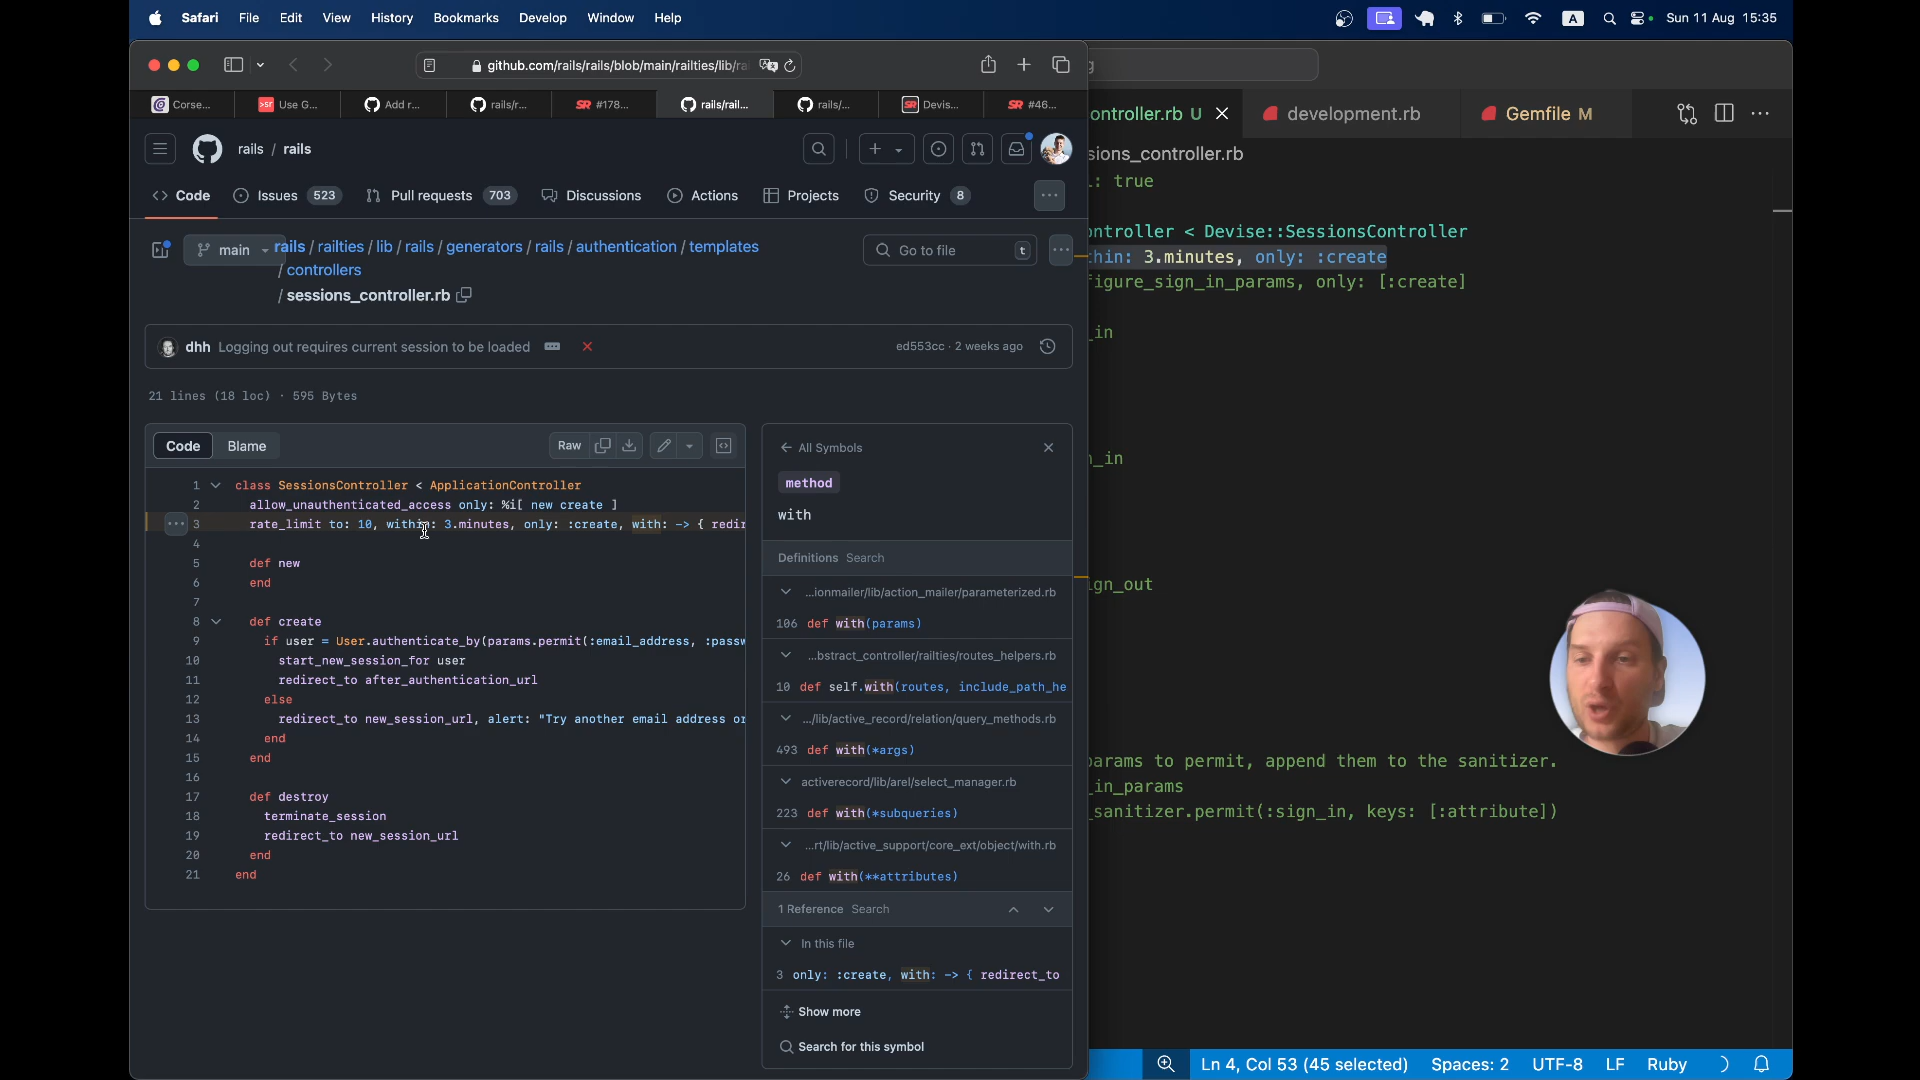 Safari File Edit View History Bookmarks Develop Window Help
A Sun 11 Aug 15:35
github.com/rails/rails/blob/main/railties/lib/ra
g
Corse... Use G... Add r... rails/r... #178... rails/rail... rails/... Devis... #46...
SR SR SR SR
ontroller.rb U development.rb Gemfile M
rails / rails
sions_controller.rb
: true
Code Issues 523 Pull requests 703 Discussions Actions Projects Security 8
ontroller < Devise::SessionsController
main rails / railties / lib / rails / generators / rails / authentication / templates
Go to file t
hin: 3.minutes, only: :create
/ controllers
igure_sign_in_params, only: [:create]
/ sessions_controller.rb
_in
dhh Logging out requires current session to be loaded
ed553cc · 2 weeks ago
21 lines (18 loc) · 595 Bytes
Code Blame Raw
All Symbols
_in
1 class SessionsController < ApplicationController
2 allow_unauthenticated_access only: %i[ new create ]
3 rate_limit to: 10, within: 3.minutes, only: :create, with: -> { redir
4
5 def new
6 end
7
8 def create
9 if user = User.authenticate_by(params.permit(:email_address, :passw
10 start_new_session_for user
11 redirect_to after_authentication_url
12 else
13 redirect_to new_session_url, alert: "Try another email address or
14 end
15 end
16
17 def destroy
18 terminate_session
19 redirect_to new_session_url
20 end
21 end
method
with
Definitions Search
...ionmailer/lib/action_mailer/parameterized.rb
106 def with(params)
...bstract_controller/railties/routes_helpers.rb
10 def self.with(routes, include_path_he
.../lib/active_record/relation/query_methods.rb
493 def with(*args)
activerecord/lib/arel/select_manager.rb
223 def with(*subqueries)
...rt/lib/active_support/core_ext/object/with.rb
26 def with(**attributes)
1 Reference Search
In this file
3 only: :create, with: -> { redirect_to
Show more
Search for this symbol
gn_out
params to permit, append them to the sanitizer.
_in_params
_sanitizer.permit(:sign_in, keys: [:attribute])
Ln 4, Col 53 (45 selected) Spaces: 2 UTF-8 LF Ruby